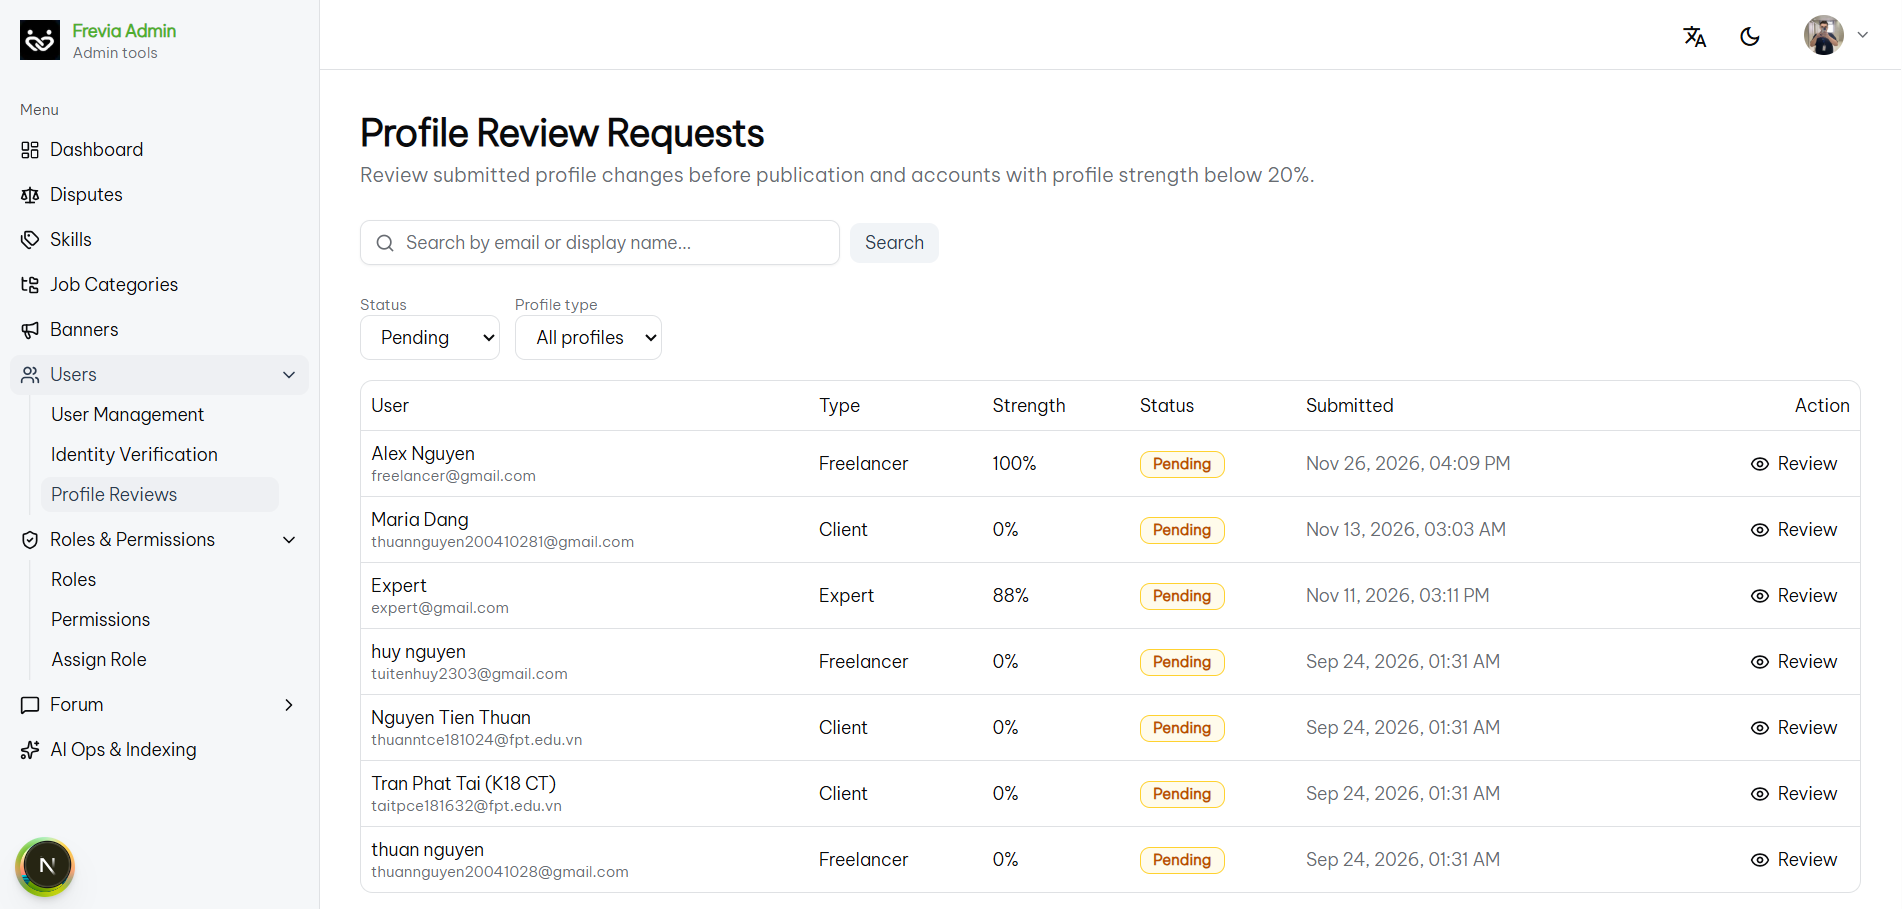 Frevia Admin
Admin tools
Menu
Dashboard
Disputes
Skills
Job Categories
Banners
Users
User Management
Identity Verification
Profile Reviews
Roles & Permissions
Roles
Permissions
Assign Role
Forum
AI Ops & Indexing
N
Profile Review Requests
Review submitted profile changes before publication and accounts with profile strength below 20%.
Search by email or display name...
Search
Status
Profile type
Pending
All profiles
User Type Strength Status Submitted Action
Alex Nguyen
freelancer@gmail.com
Freelancer 100% Pending Nov 26, 2026, 04:09 PM Review
Maria Dang
thuannguyen200410281@gmail.com
Client 0% Pending Nov 13, 2026, 03:03 AM Review
Expert
expert@gmail.com
Expert 88% Pending Nov 11, 2026, 03:11 PM Review
huy nguyen
tuitenhuy2303@gmail.com
Freelancer 0% Pending Sep 24, 2026, 01:31 AM Review
Nguyen Tien Thuan
thuanntce181024@fpt.edu.vn
Client 0% Pending Sep 24, 2026, 01:31 AM Review
Tran Phat Tai (K18 CT)
taitpce181632@fpt.edu.vn
Client 0% Pending Sep 24, 2026, 01:31 AM Review
thuan nguyen
thuannguyen20041028@gmail.com
Freelancer 0% Pending Sep 24, 2026, 01:31 AM Review